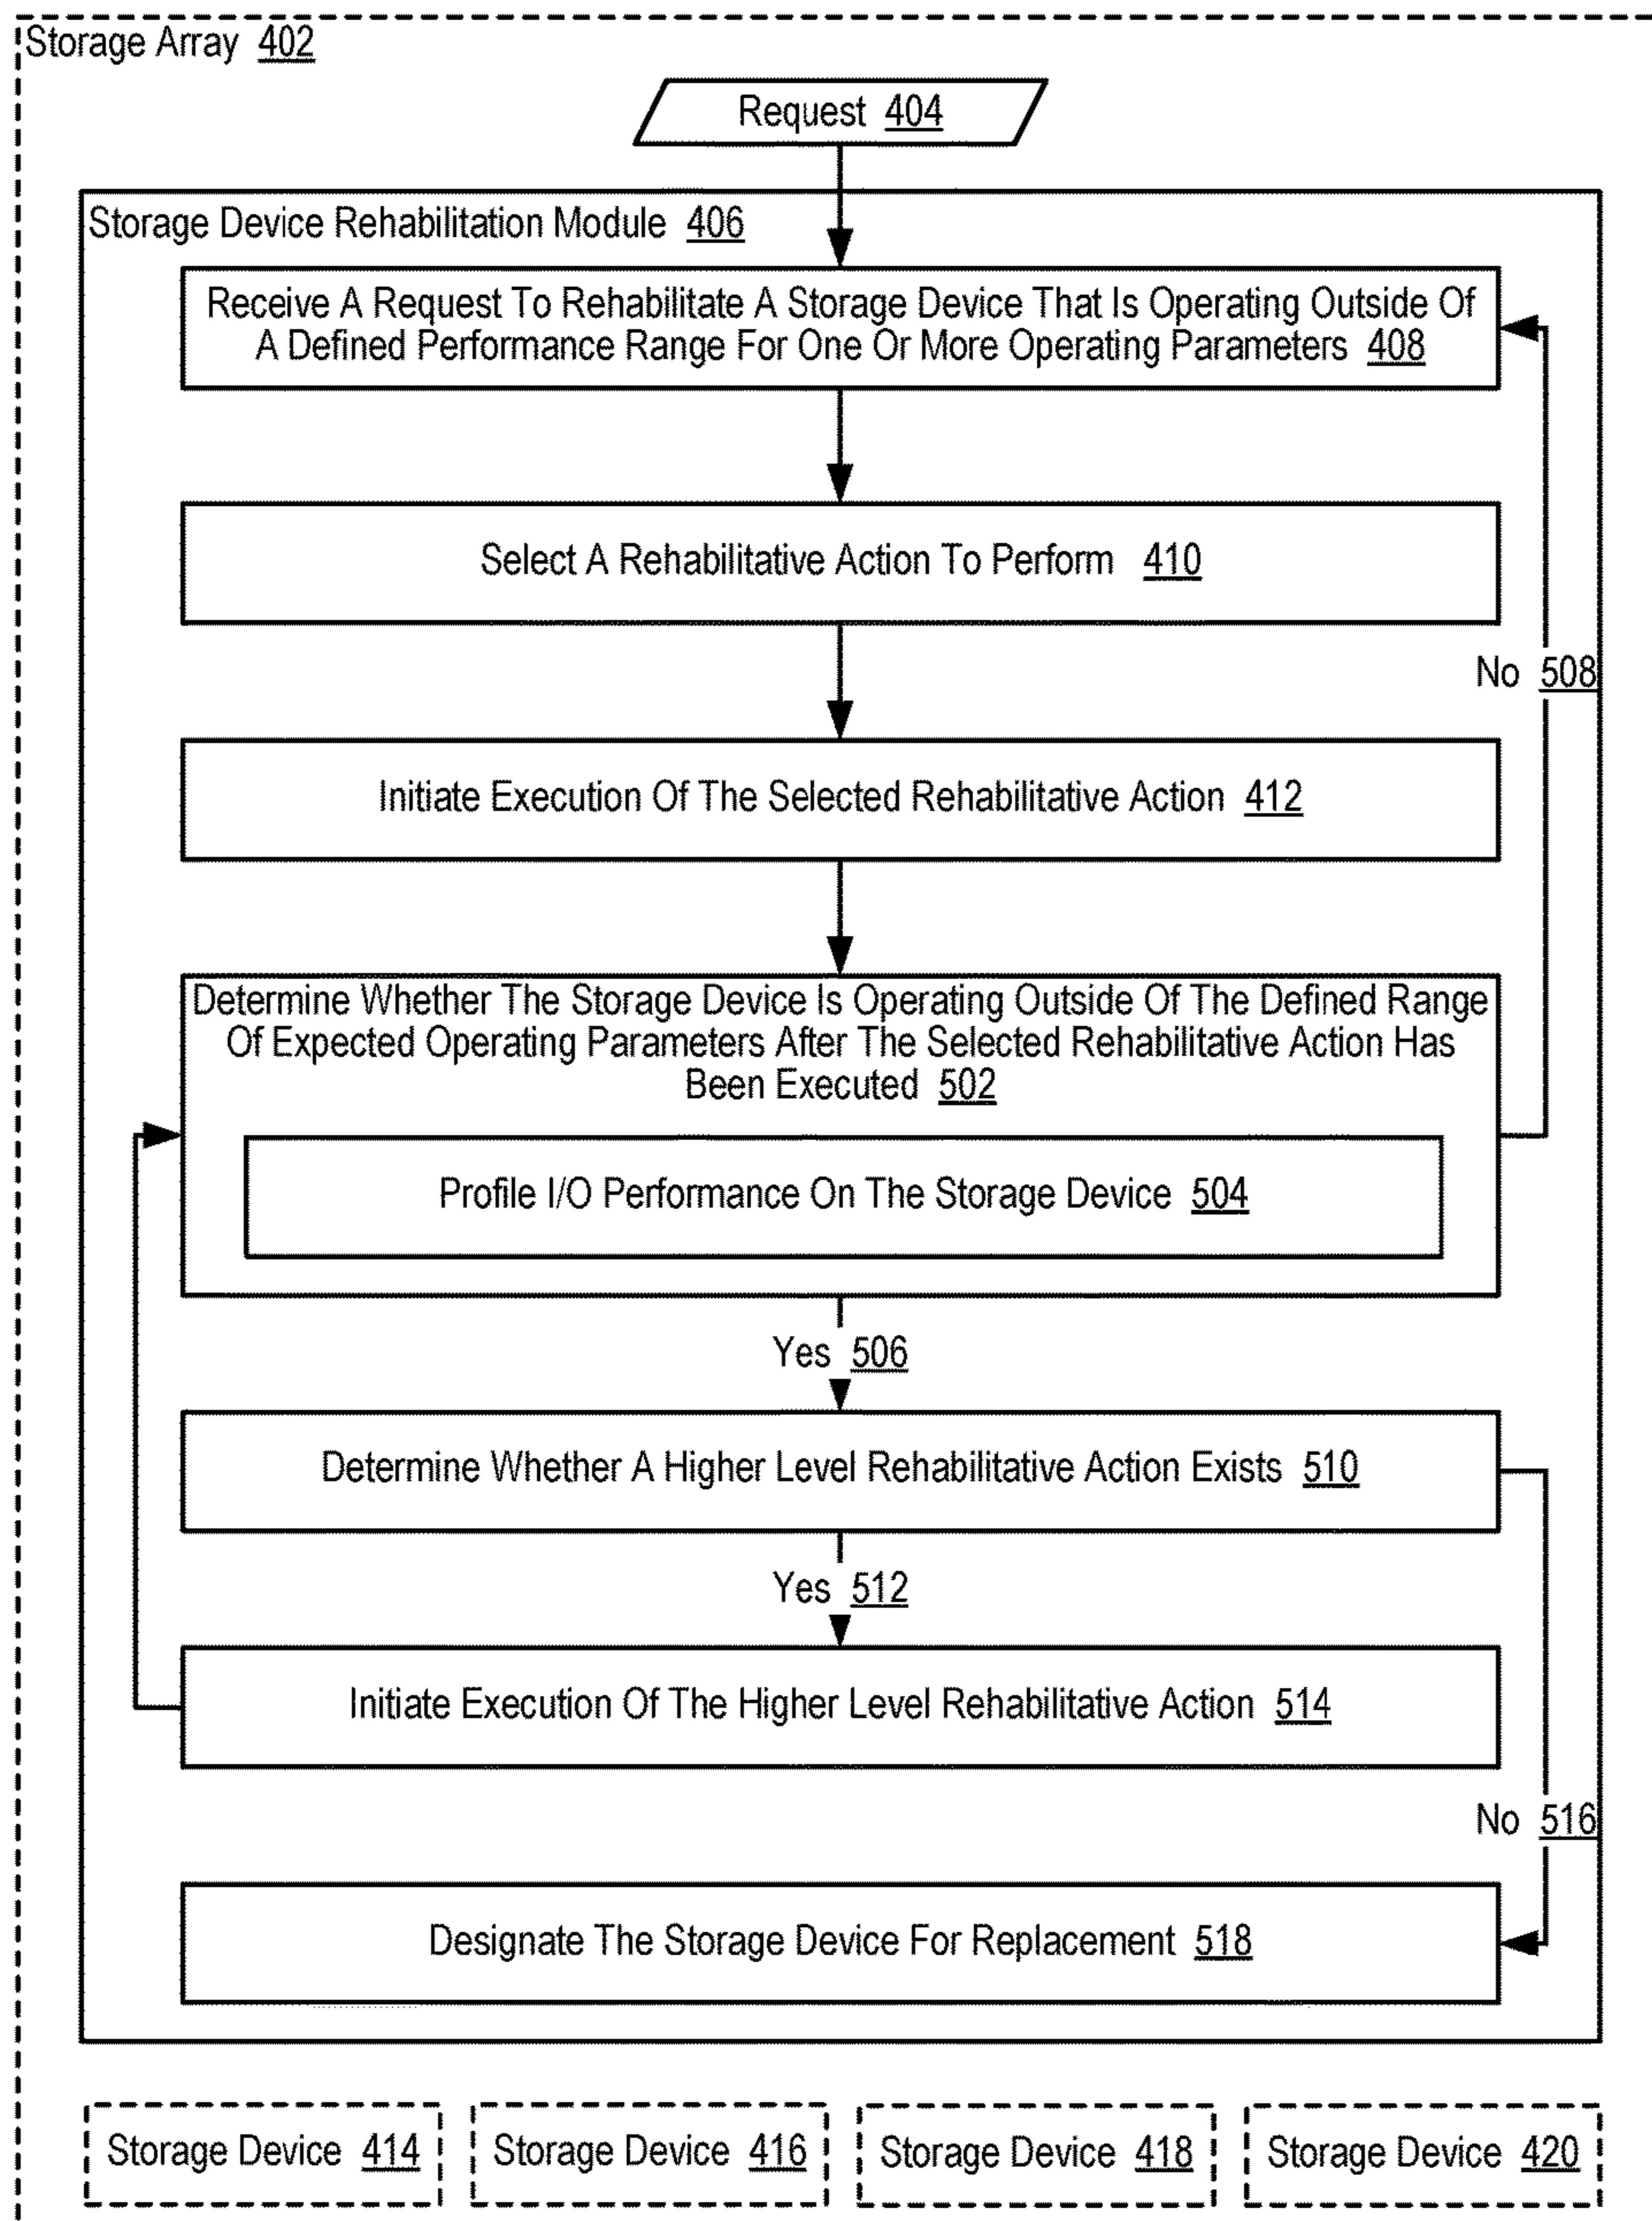 Storage Array 402
Request 404
Storage Device Rehabilitation Module 406
Receive A Request To Rehabilitate A Storage Device That Is Operating Outside Of
A Defined Performance Range For One Or More Operating Parameters 408
Select A Rehabilitative Action To Perform 410
No 508
Initiate Execution Of The Selected Rehabilitative Action 412
Determine Whether The Storage Device Is Operating Outside Of The Defined Range
Of Expected Operating Parameters After The Selected Rehabilitative Action Has
Been Executed 502
Profile I/O Performance On The Storage Device 504
Yes 506
Determine Whether A Higher Level Rehabilitative Action Exists 510
Yes 512
Initiate Execution Of The Higher Level Rehabilitative Action 514
No 516
Designate The Storage Device For Replacement 518
Storage Device 414
Storage Device 416
Storage Device 418
Storage Device 420